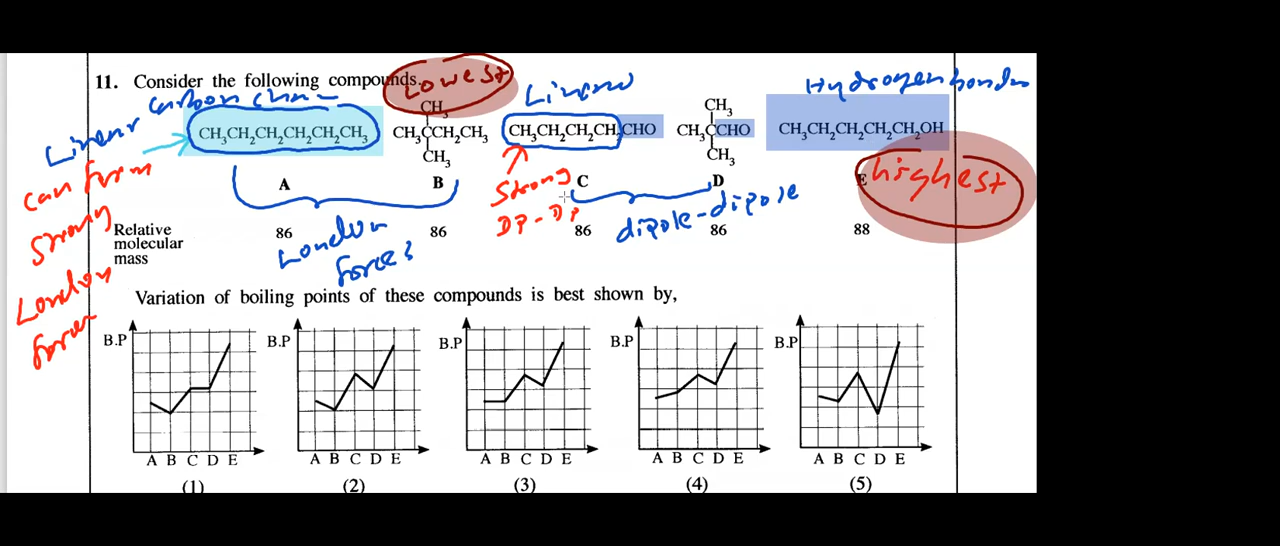 11. Consider the following compounds.
Lowest
Linear
Hydrogen bonds
Linear carbon chain
CH₃CH₂CH₂CH₂CH₂CH₃
CH₃
CH₃CCH₂CH₃
CH₃
CH₃CH₂CH₂CH₂CHO
CH₃
CH₃CCHO
CH₃
CH₃CH₂CH₂CH₂CH₂OH
A B C D E
highest
can form
strong
London
forces
Strong
DP-DP
London
forces
dipole-dipole
Relative
molecular
mass
86 86 86 86 88
Variation of boiling points of these compounds is best shown by,
B.P B.P B.P B.P B.P
A B C D E A B C D E A B C D E A B C D E A B C D E
(1) (2) (3) (4) (5)